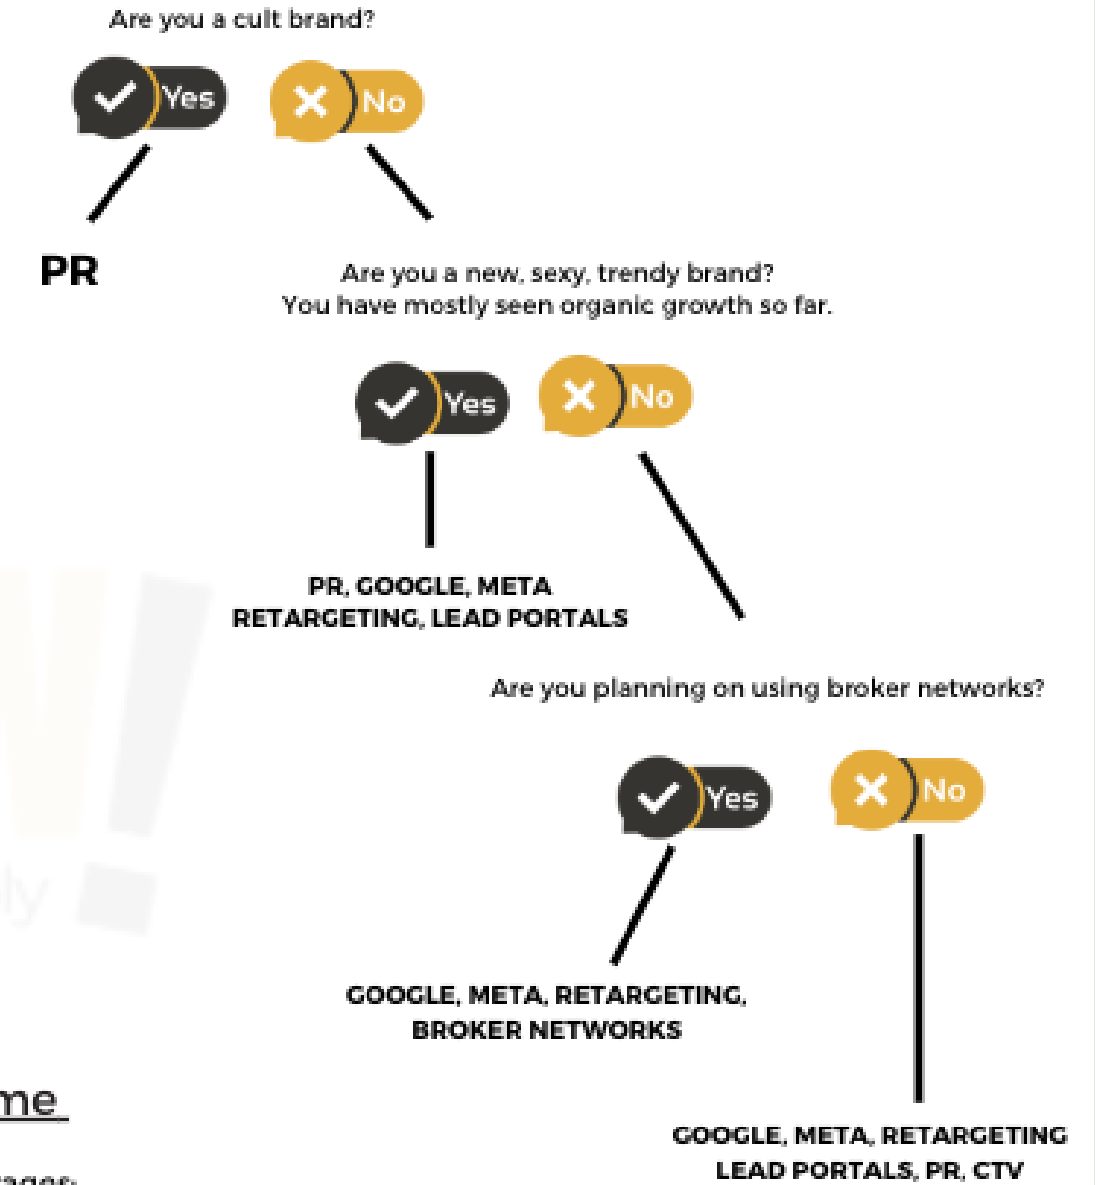 Are you a cult brand?
Yes
No
PR
Are you a new, sexy, trendy brand?
You have mostly seen organic growth so far.
Yes
No
PR, GOOGLE, META
RETARGETING, LEAD PORTALS
Are you planning on using broker networks?
Yes
No
GOOGLE, META, RETARGETING,
BROKER NETWORKS
GOOGLE, META, RETARGETING
LEAD PORTALS, PR, CTV